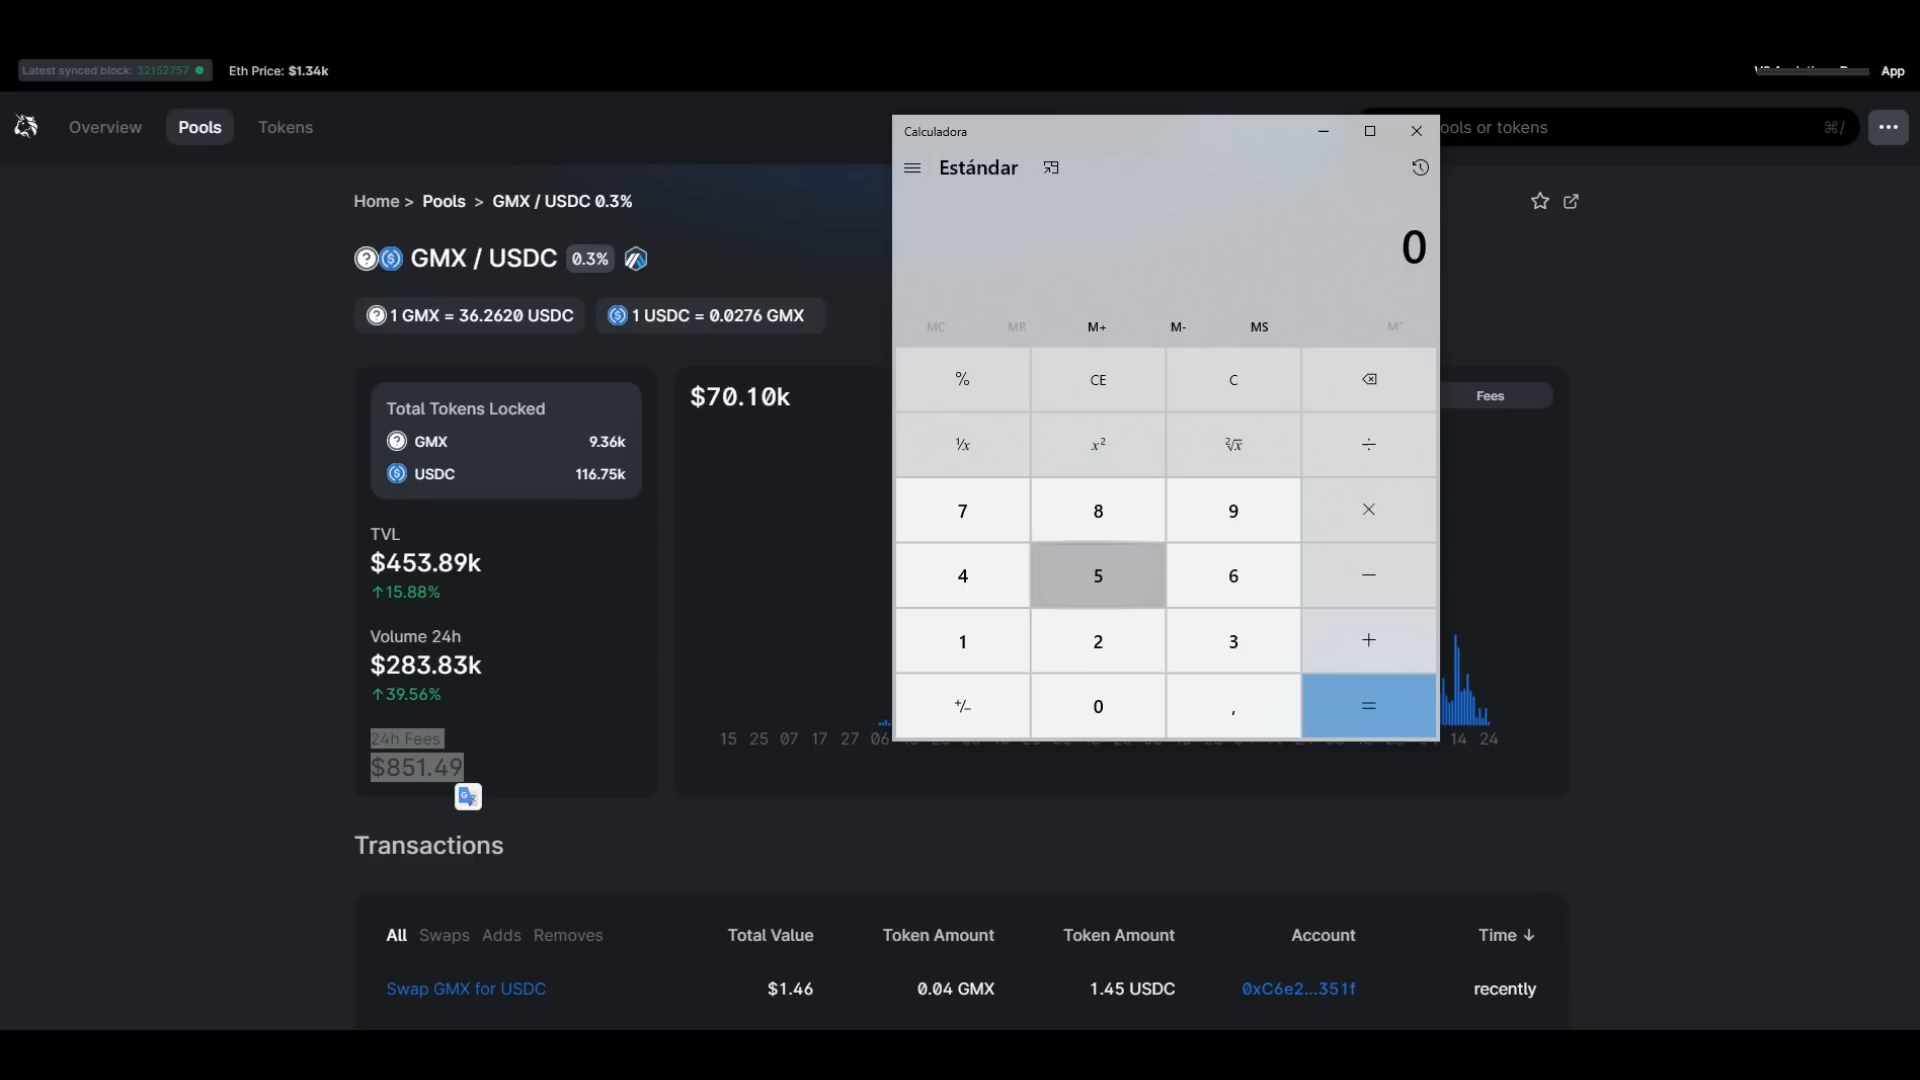 Latest synced block: 32152757
Eth Price: $1.34k
App
Overview
Pools
Tokens
ools or tokens
⌘/
Home > Pools > GMX / USDC 0.3%
GMX / USDC 0.3%
1 GMX = 36.2620 USDC
1 USDC = 0.0276 GMX
Total Tokens Locked
GMX 9.36k
USDC 116.75k
TVL
$453.89k
↑15.88%
Volume 24h
$283.83k
↑39.56%
24h Fees
$851.49
$70.10k
Fees
15 25 07 17 27 06
14 24
Calculadora
Estándar
0
MC MR M+ M- MS M˅
% CE C
¹/x x² ²√x ÷
7 8 9 ×
4 5 6 −
1 2 3 +
+/− 0 , =
Transactions
All Swaps Adds Removes Total Value Token Amount Token Amount Account Time ↓
Swap GMX for USDC $1.46 0.04 GMX 1.45 USDC 0xC6e2...351f recently